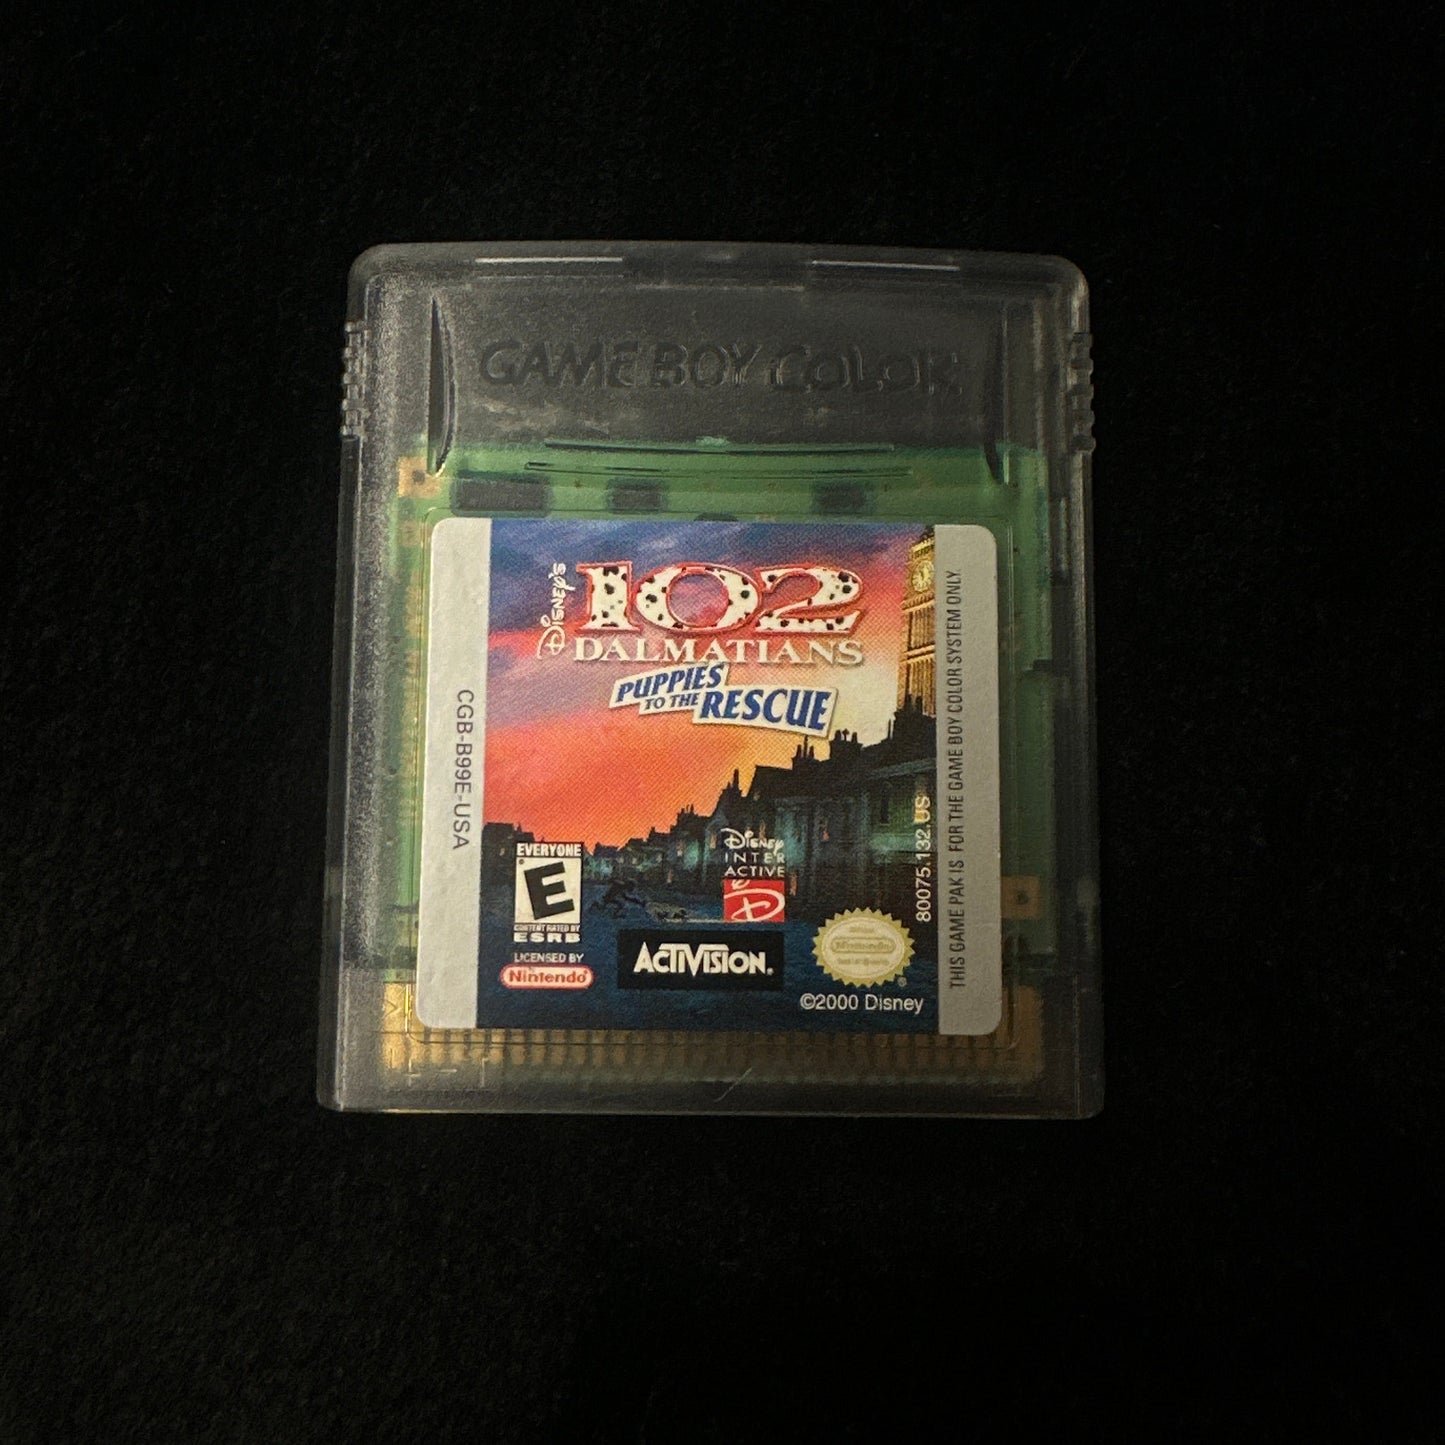 GAME BOY COLOR
DISNEY'S
102
DALMATIANS
PUPPIES
TO THE RESCUE
CGB-B99E-USA
THIS GAME PAK IS FOR THE GAME BOY COLOR SYSTEM ONLY
80075.132.US
EVERYONE
E
CONTENT RATED BY
ESRB
LICENSED BY
Nintendo
DISNEY
INTER
ACTIVE
D
ACTIVISION.
Nintendo
©2000 Disney